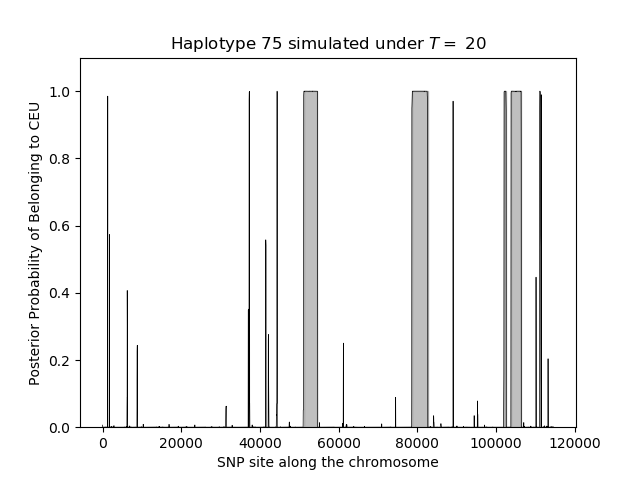 Haplotype 75 simulated under T = 20
Posterior Probability of Belonging to CEU
1.0
0.8
0.6
0.4
0.2
0.0
0 20000 40000 60000 80000 100000 120000
SNP site along the chromosome